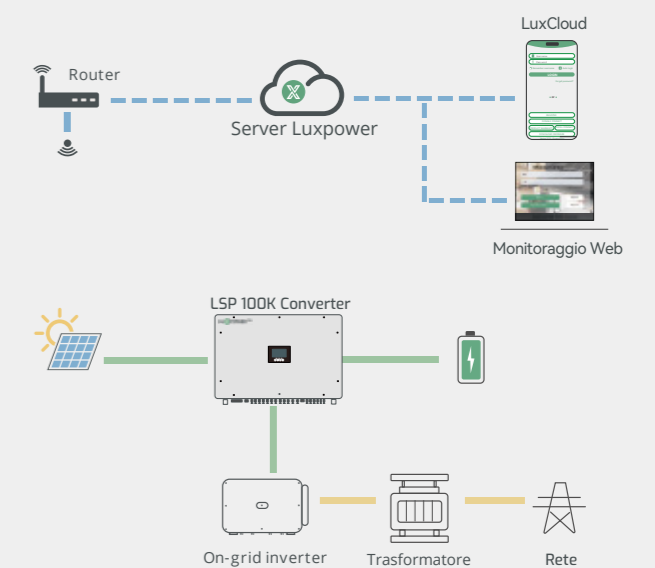 LuxCloud
Router
Server Luxpower
Monitoraggio Web
LSP 100K Converter
On-grid inverter
Trasformatore
Rete